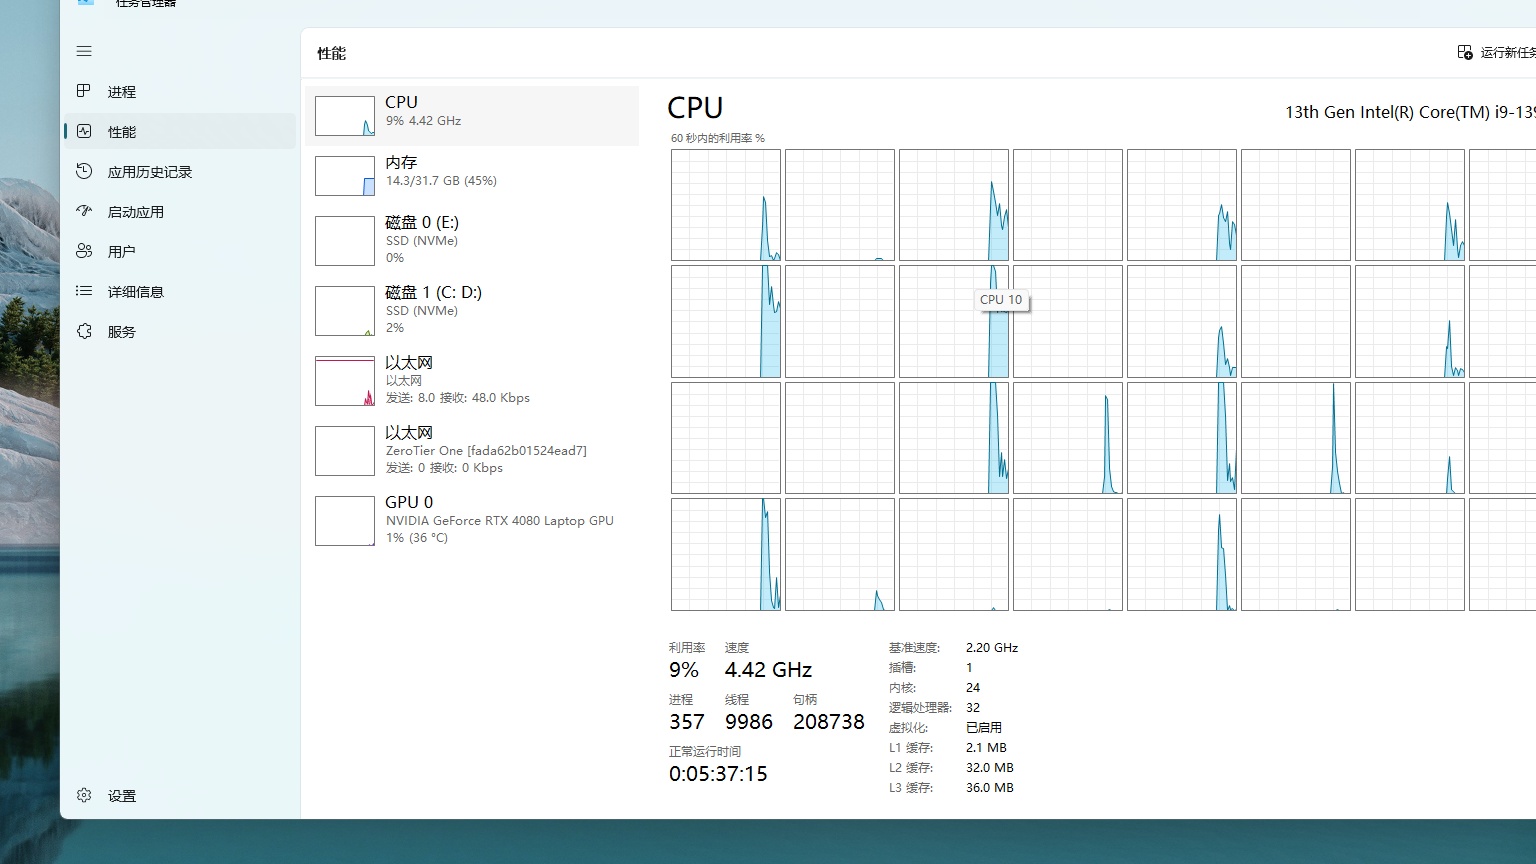 任务管理器
进程
性能
应用历史记录
启动应用
用户
详细信息
服务
设置
性能
运行新任务
CPU
9% 4.42 GHz
内存
14.3/31.7 GB (45%)
磁盘 0 (E:)
SSD (NVMe)
0%
磁盘 1 (C: D:)
SSD (NVMe)
2%
以太网
以太网
发送: 8.0 接收: 48.0 Kbps
以太网
ZeroTier One [fada62b01524ead7]
发送: 0 接收: 0 Kbps
GPU 0
NVIDIA GeForce RTX 4080 Laptop GPU
1% (36 °C)
CPU
13th Gen Intel(R) Core(TM) i9-139
60 秒内的利用率 %
CPU 10
利用率 速度
9% 4.42 GHz
进程 线程 句柄
357 9986 208738
正常运行时间
0:05:37:15
基准速度: 2.20 GHz
插槽: 1
内核: 24
逻辑处理器: 32
虚拟化: 已启用
L1 缓存: 2.1 MB
L2 缓存: 32.0 MB
L3 缓存: 36.0 MB